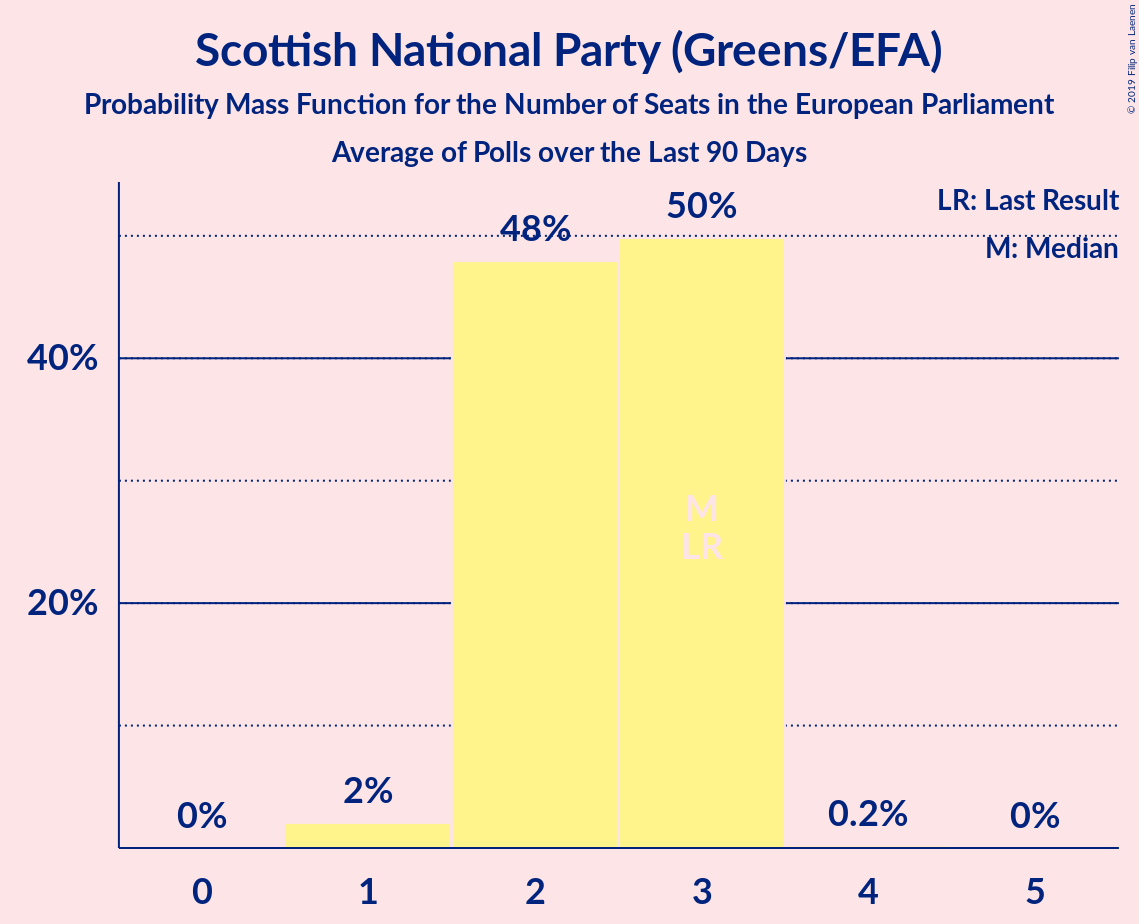 Scottish National Party (Greens/EFA)
Probability Mass Function for the Number of Seats in the European Parliament
Average of Polls over the Last 90 Days
© 2019 Filip van Laenen
LR: Last Result
M: Median
50%
48%
40%
M
LR
20%
2%
0%
0.2%
0%
0 1 2 3 4 5